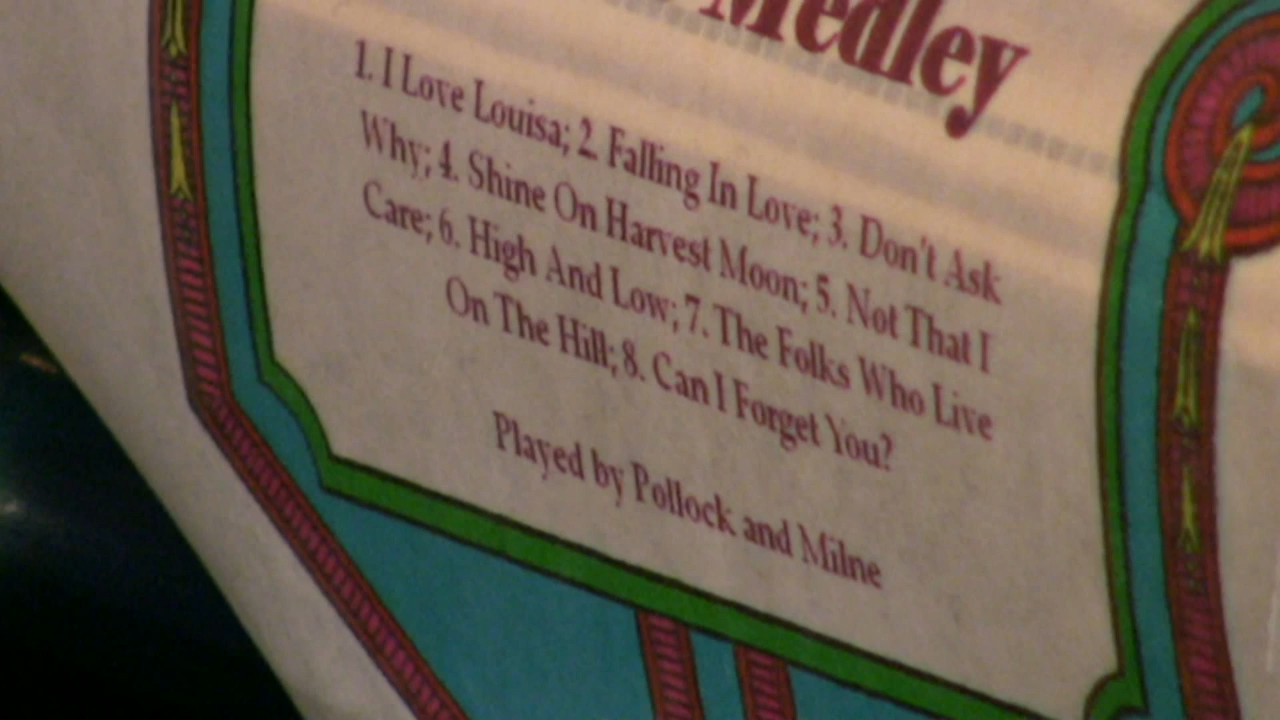 Medley
1. I Love Louisa; 2. Falling In Love; 3. Don't Ask
Why; 4. Shine On Harvest Moon; 5. Not That I
Care; 6. High And Low; 7. The Folks Who Live
On The Hill; 8. Can I Forget You?
Played by Pollock and Milne